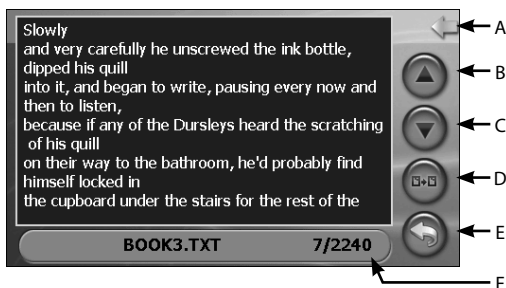 Slowly
and very carefully he unscrewed the ink bottle,
dipped his quill
into it, and began to write, pausing every now and
then to listen,
because if any of the Dursleys heard the scratching
of his quill
on their way to the bathroom, he'd probably find
himself locked in
the cupboard under the stairs for the rest of the
BOOK3.TXT 7/2240
A
B
C
D
E
F